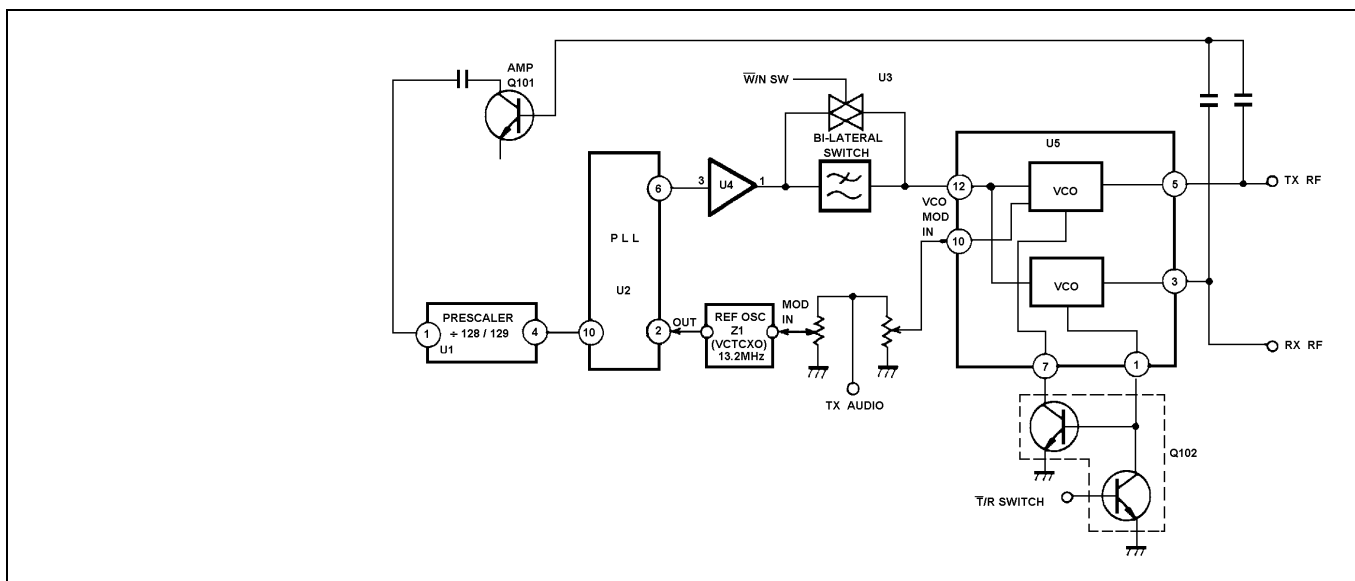 AMP
Q101
W̅/N SW
U3
BI-LATERAL
SWITCH
U5
6
3
U4
1
12
VCO
5
TX RF
VCO
MOD
IN
10
PLL
U2
VCO
3
PRESCALER
÷ 128 / 129
1
4
U1
10
2
OUT
REF OSC
Z1
(VCTCXO)
13.2MHz
MOD
IN
7
1
RX RF
TX AUDIO
Q102
T̅/R SWITCH